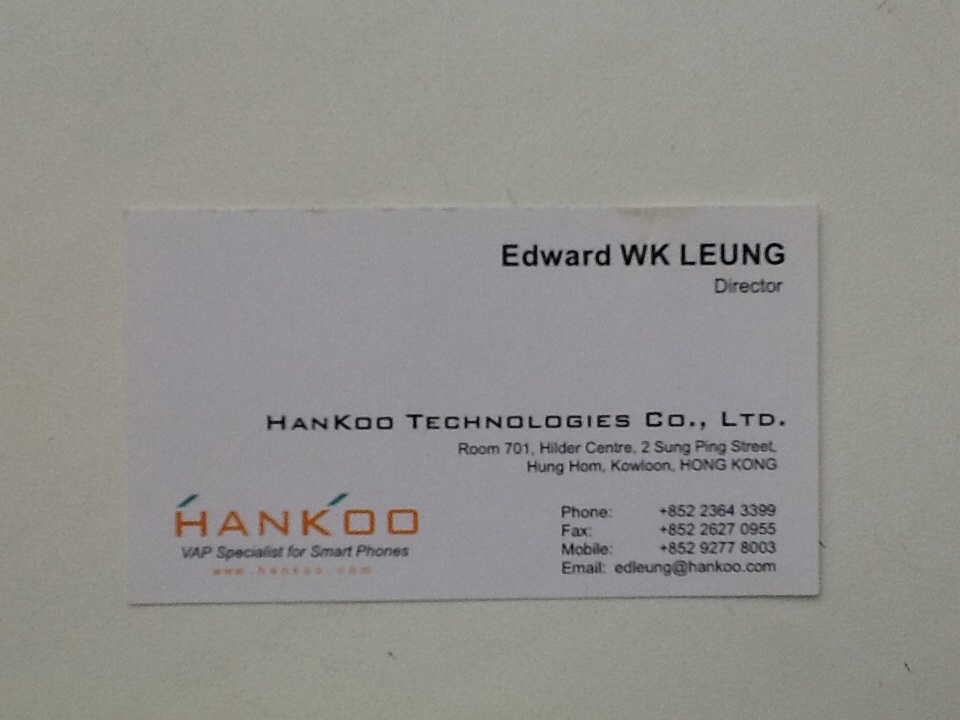 Edward WK LEUNG
Director
HANKOO TECHNOLOGIES CO., LTD.
Room 701, Hilder Centre, 2 Sung Ping Street,
Hung Hom, Kowloon, HONG KONG
HANKOO
VAP Specialist for Smart Phones
www.hankoo.com
Phone: +852 2364 3399
Fax: +852 2627 0955
Mobile: +852 9277 8003
Email: edleung@hankoo.com